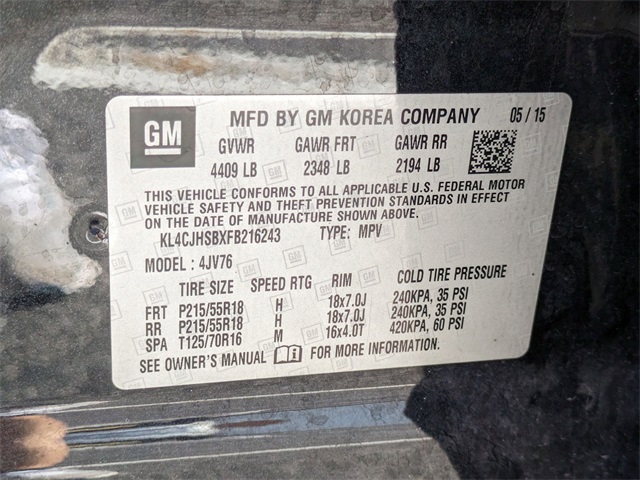 GM
MFD BY GM KOREA COMPANY 05 / 15
GVWR GAWR FRT GAWR RR
4409 LB 2348 LB 2194 LB
THIS VEHICLE CONFORMS TO ALL APPLICABLE U.S. FEDERAL MOTOR
VEHICLE SAFETY AND THEFT PREVENTION STANDARDS IN EFFECT
ON THE DATE OF MANUFACTURE SHOWN ABOVE.
KL4CJHSBXFB216243 TYPE: MPV
MODEL : 4JV76
TIRE SIZE SPEED RTG RIM COLD TIRE PRESSURE
FRT P215/55R18 H 18x7.0J 240KPA, 35 PSI
RR P215/55R18 H 18x7.0J 240KPA, 35 PSI
SPA T125/70R16 M 16x4.0T 420KPA, 60 PSI
SEE OWNER'S MANUAL FOR MORE INFORMATION.